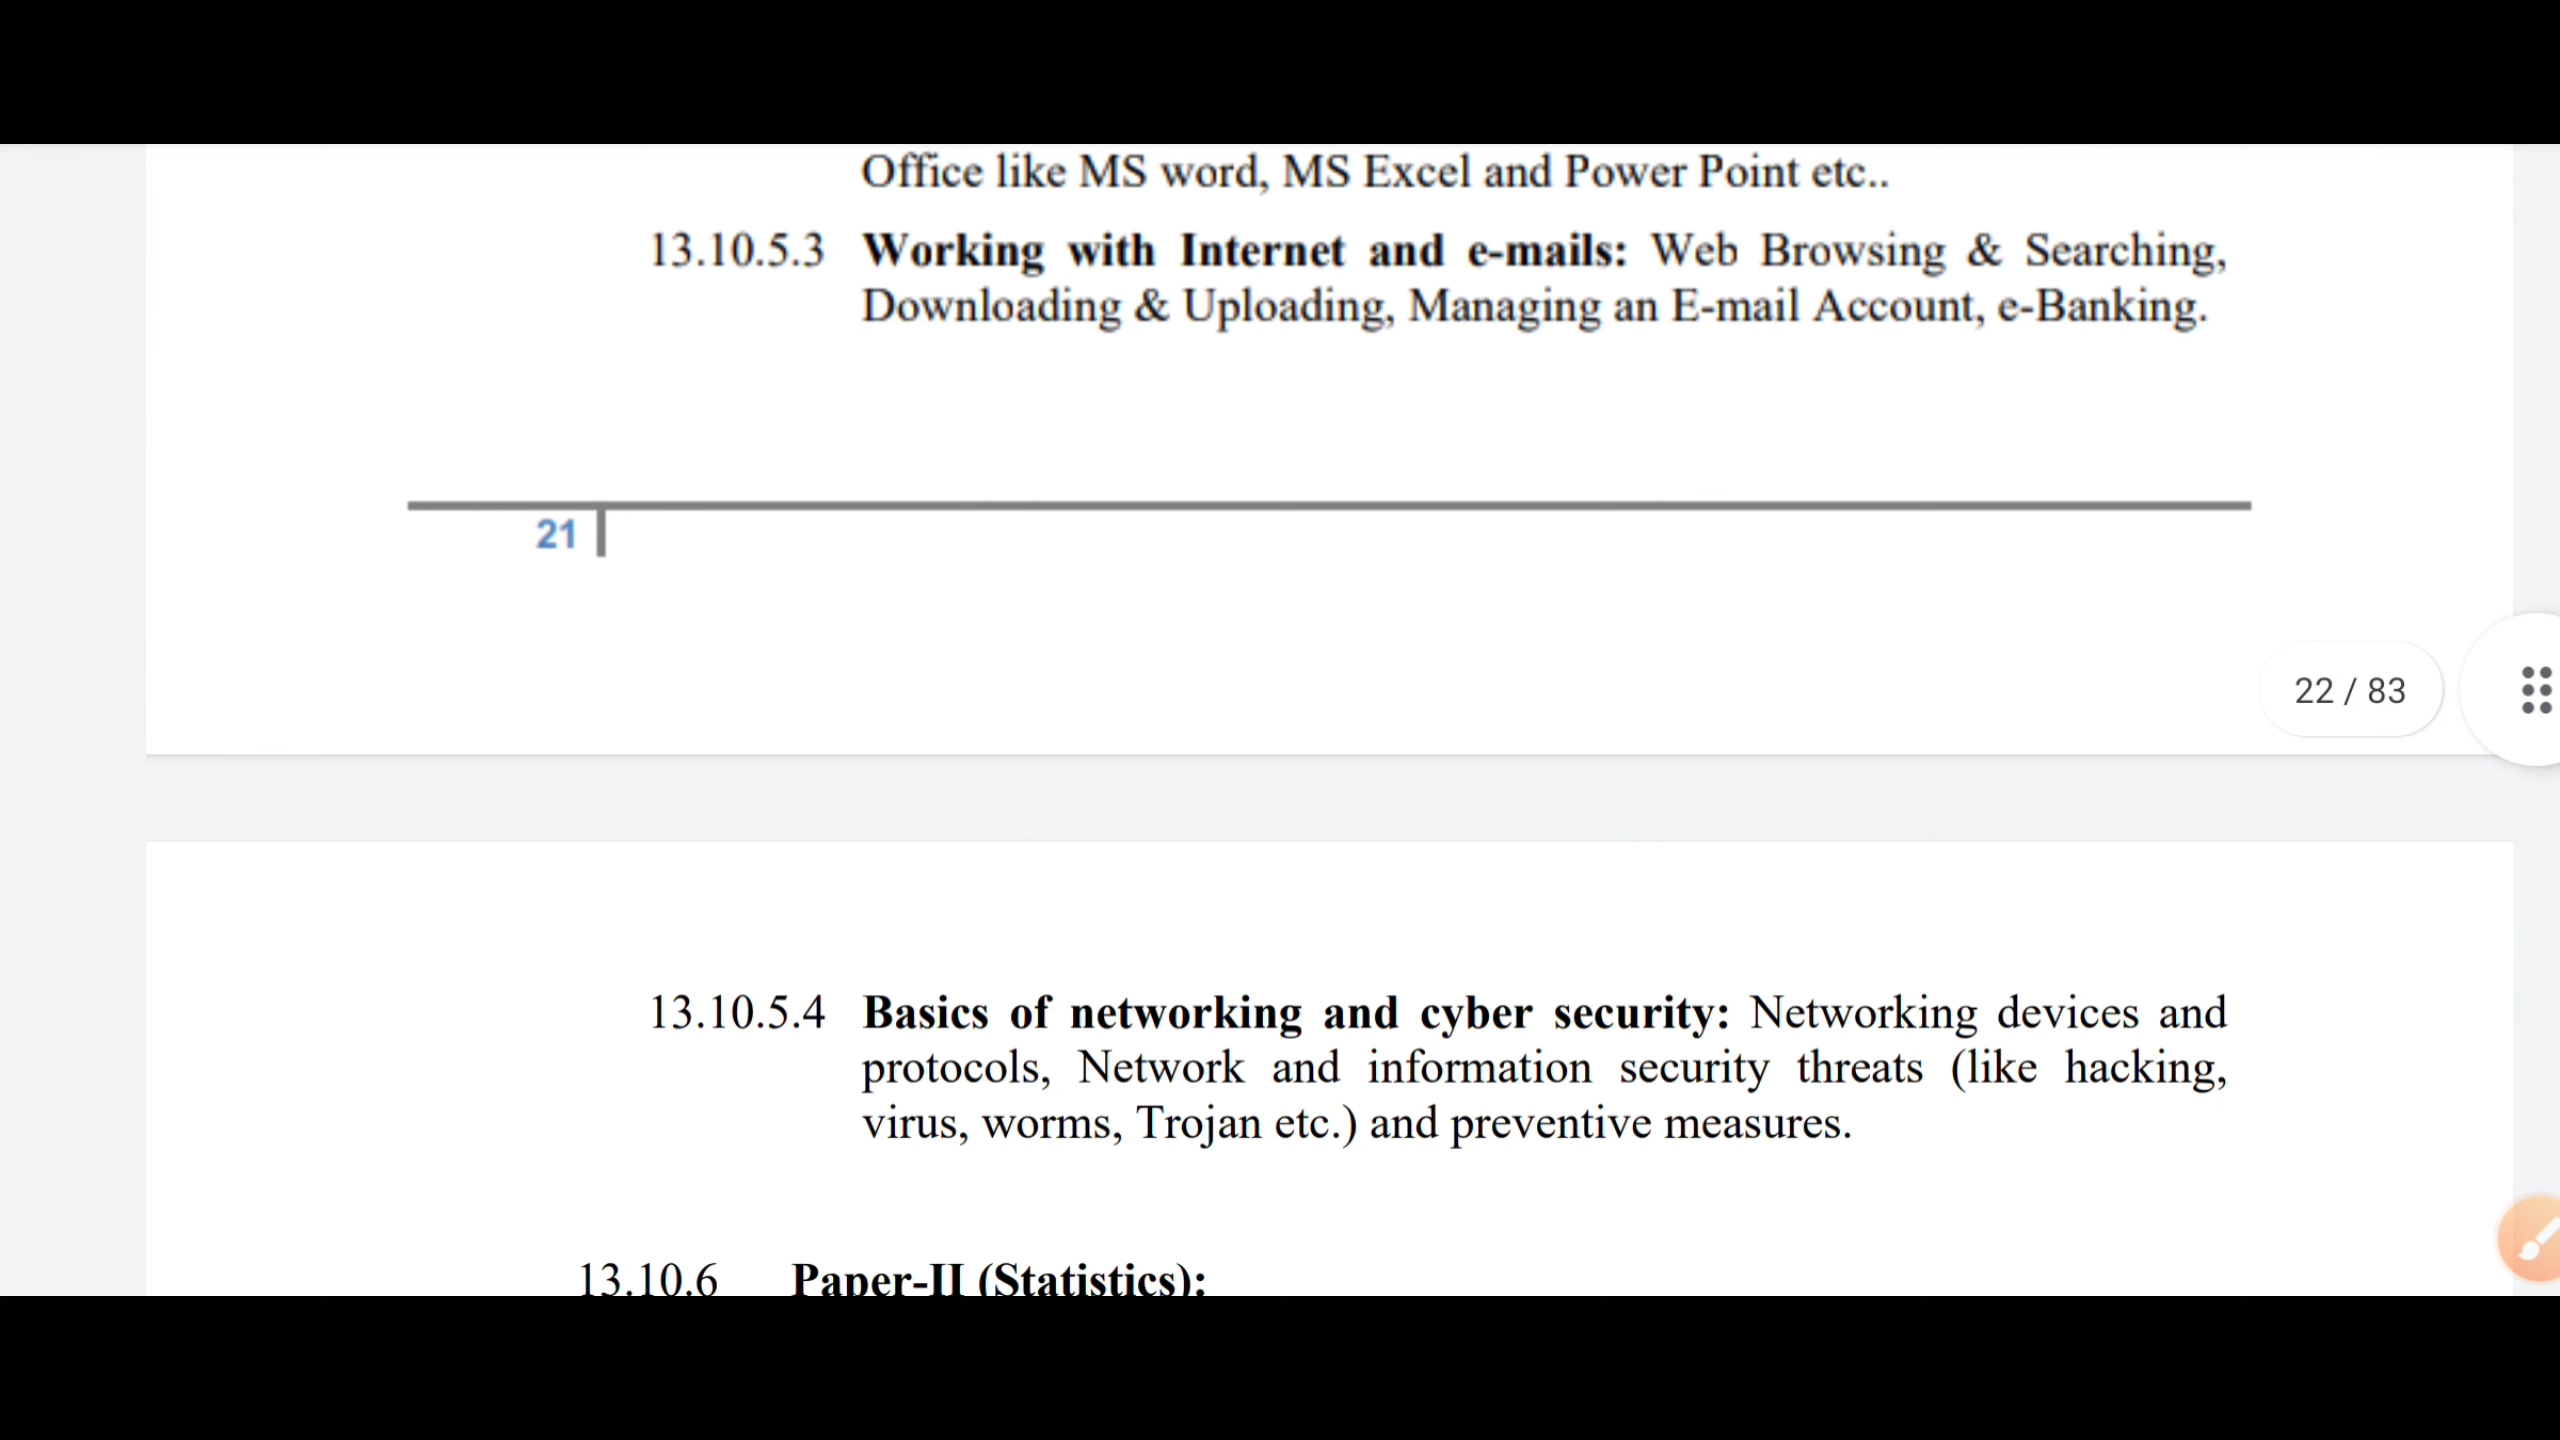 Office like MS word, MS Excel and Power Point etc..
13.10.5.3 Working with Internet and e-mails: Web Browsing & Searching,
Downloading & Uploading, Managing an E-mail Account, e-Banking.
21
22 / 83
13.10.5.4 Basics of networking and cyber security: Networking devices and
protocols, Network and information security threats (like hacking,
virus, worms, Trojan etc.) and preventive measures.
13.10.6 Paper-II (Statistics):